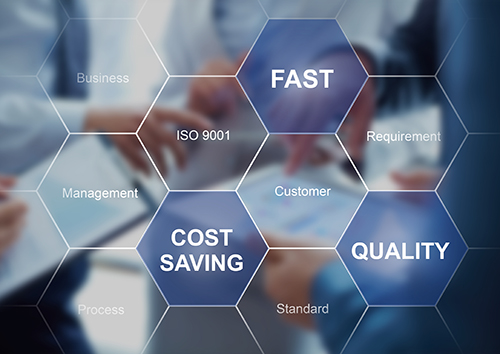 Business
FAST
ISO 9001
Requirement
Management
Customer
COST
SAVING
QUALITY
Process
Standard